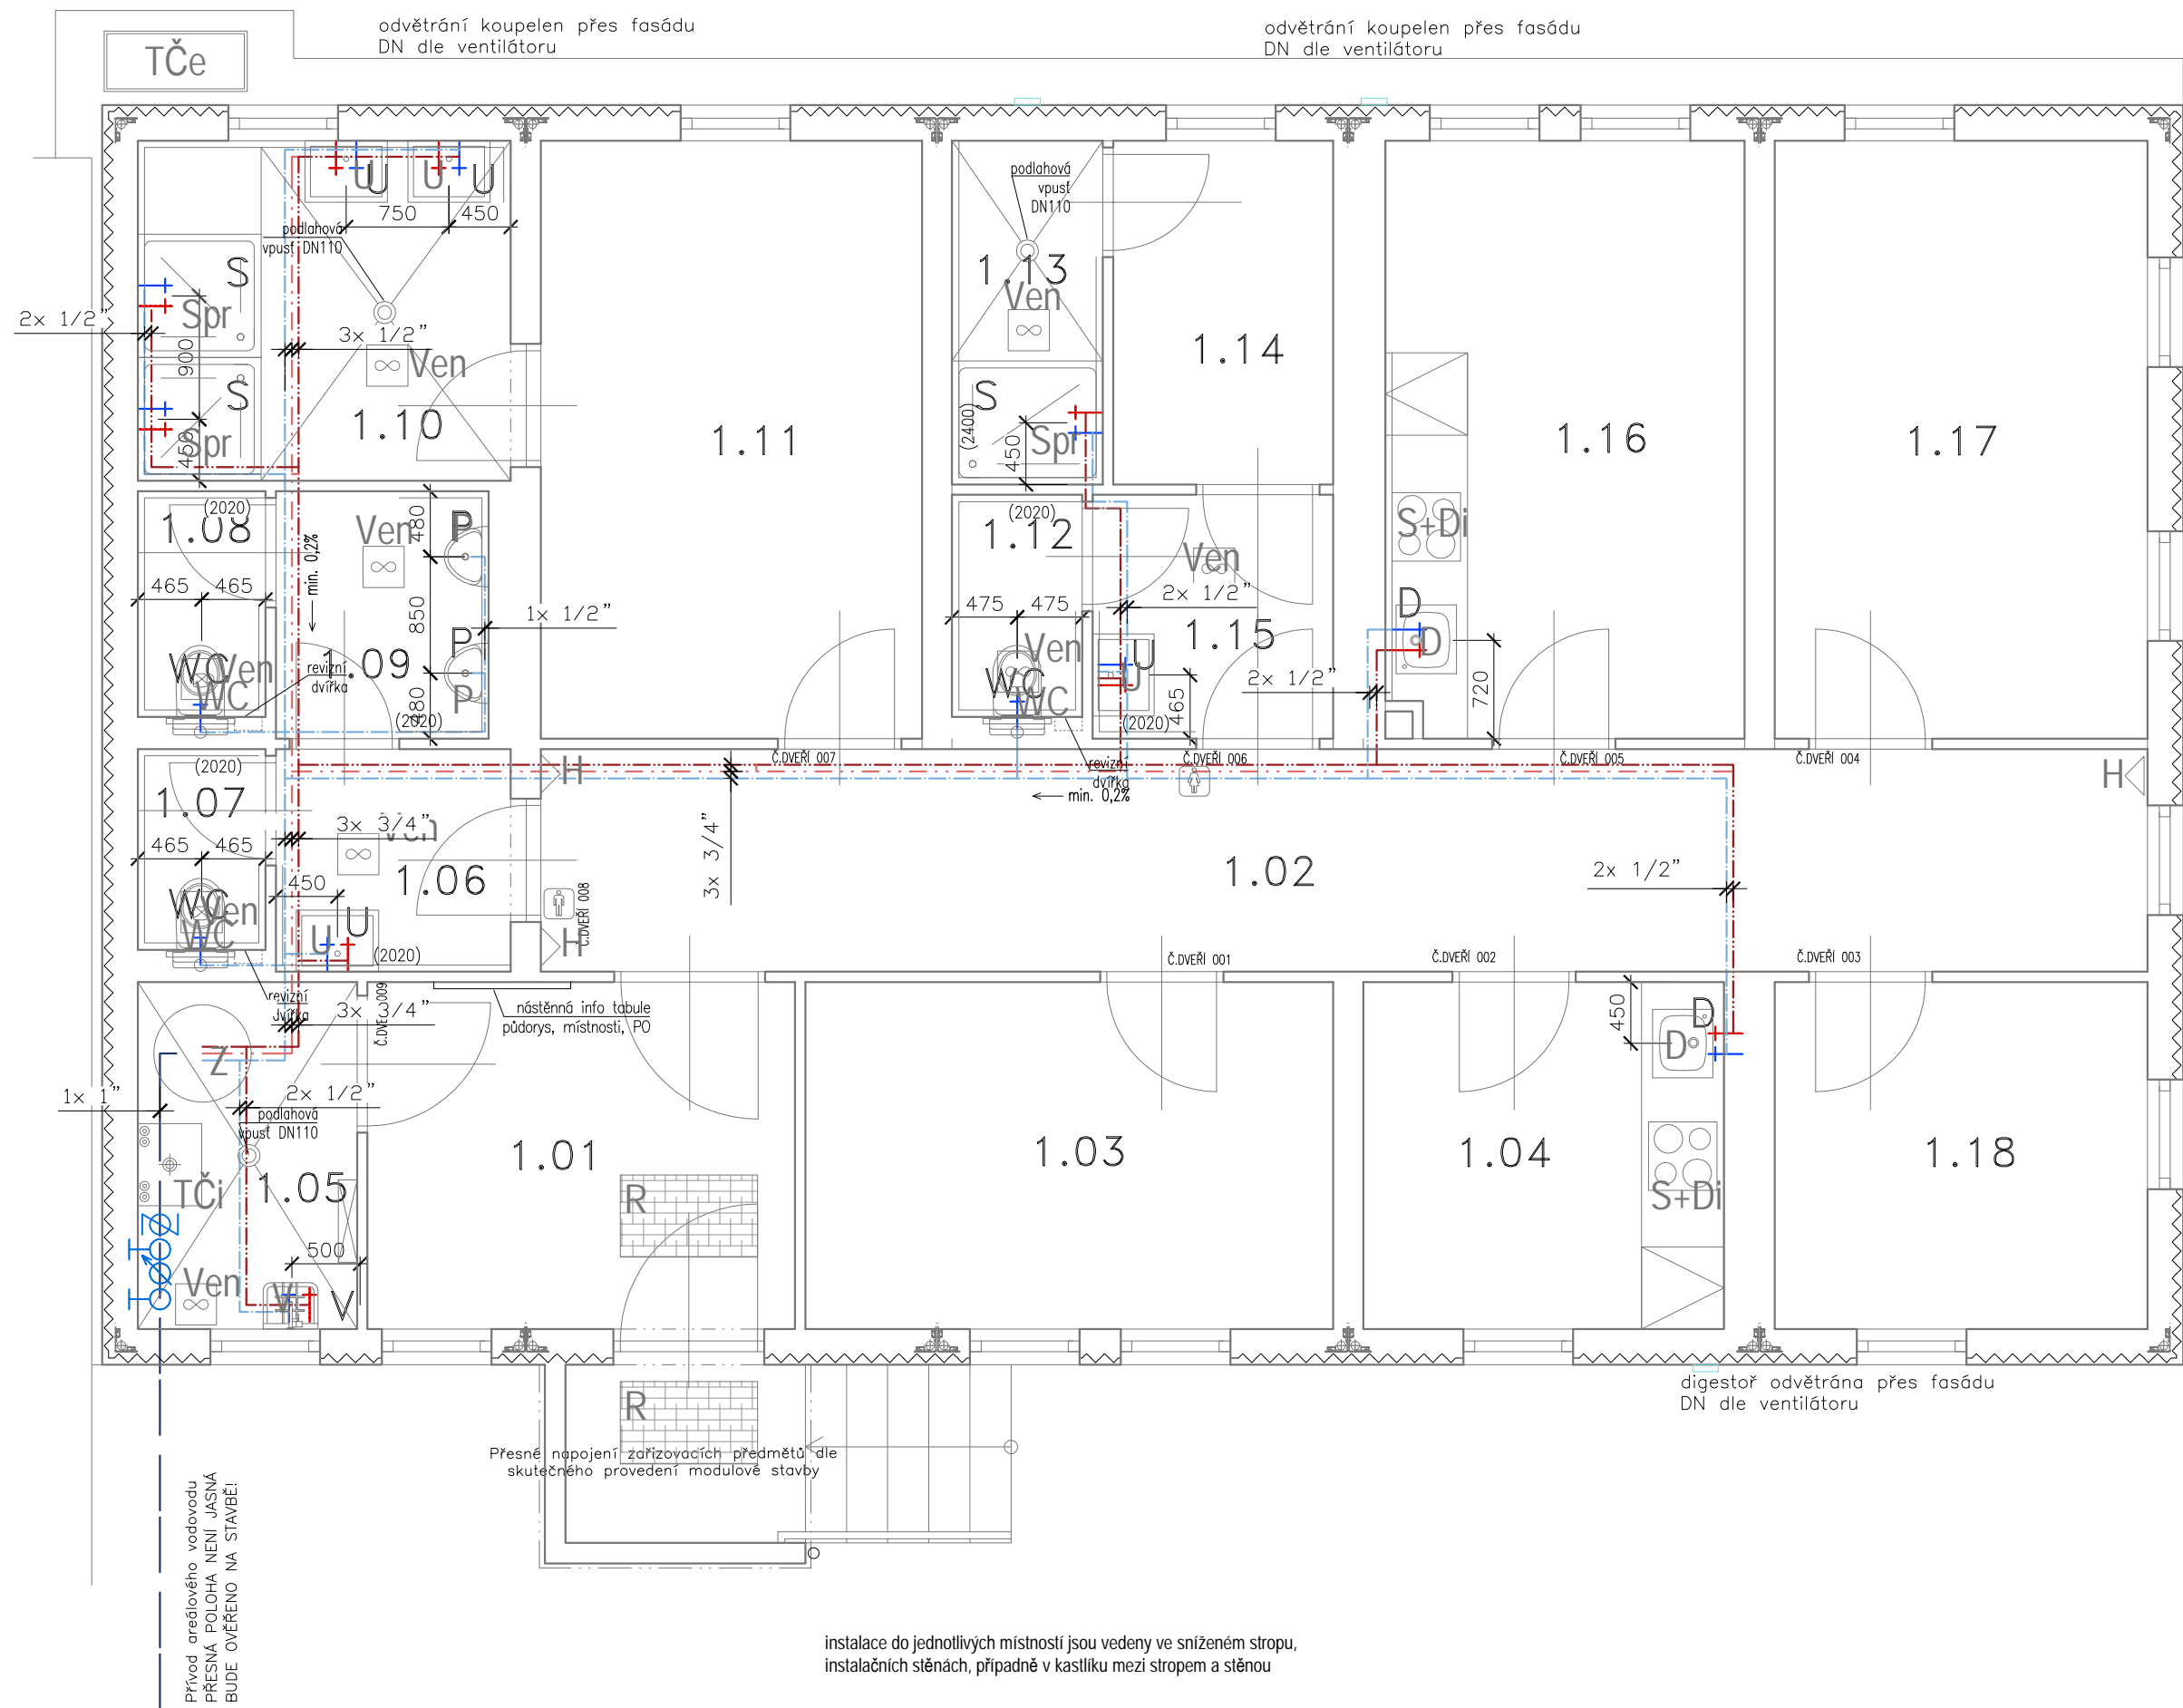 odvětrání koupelen přes fasádu
DN dle ventilátoru
odvětrání koupelen přes fasádu
DN dle ventilátoru
TČe
U
U
U
U
750
450
podlahová
vpusť DN110
podlahová
vpusť
DN110
S
Spr
2x 1/2"
3x 1/2"
900
Ven
S
Spr
450
1.10
1.11
1.13
Ven
1.14
S
(2400)
450
Spr
1.16
1.17
(2020)
1.08
min. 0,2%
Ven
480
P
P
465
465
850
1x 1/2"
WC
Ven
WC
revizní
dvířka
1.09
P
P
480
(2020)
(2020)
1.12
Ven
475
475
2x 1/2"
1.15
WC
Ven
WC
U
U
465
(2020)
revizní
dvířka
S+Di
D
D
2x 1/2"
720
Č.DVEŘÍ 007
Č.DVEŘÍ 006
Č.DVEŘÍ 005
Č.DVEŘÍ 004
H
H
min. 0,2%
(2020)
1.07
3x 3/4"
Ven
465
465
1.06
3x 3/4"
1.02
2x 1/2"
450
WC
Ven
WC
U
U
(2020)
H
Č.DVEŘÍ 008
Č.DVEŘÍ 001
Č.DVEŘÍ 002
Č.DVEŘÍ 003
revizní
dvířka
3x 3/4"
Č.DVEŘÍ 009
nástěnná info tabule
půdorys, místnosti, PO
450
D
D
Z
1x 1"
2x 1/2"
podlahová
vpusť DN110
TČi
1.05
1.01
1.03
1.04
1.18
S+Di
R
Z
500
Ven
V
digestoř odvětrána přes fasádu
DN dle ventilátoru
R
Přesné napojení zařizovacích předmětů dle
skutečného provedení modulové stavby
Přívod areálového vodovodu
PŘESNÁ POLOHA NENÍ JASNÁ
BUDE OVĚŘENO NA STAVBĚ!
instalace do jednotlivých místností jsou vedeny ve sníženém stropu,
instalačních stěnách, případně v kastlíku mezi stropem a stěnou